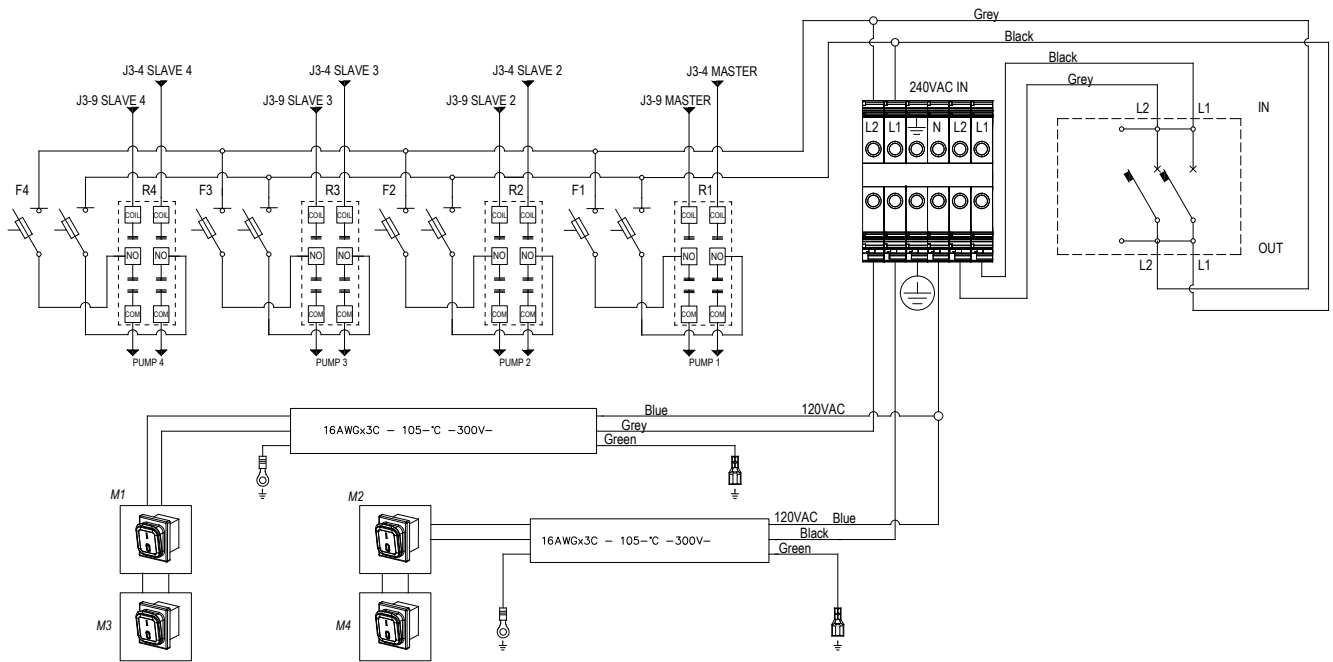 Grey
Black
Black
Grey
J3-4 SLAVE 4
J3-4 SLAVE 3
J3-4 SLAVE 2
J3-4 MASTER
J3-9 SLAVE 4
J3-9 SLAVE 3
J3-9 SLAVE 2
J3-9 MASTER
240VAC IN
L2 L1 N L2 L1
L2 L1 IN
F4 R4 F3 R3 F2 R2 F1 R1
COIL COIL COIL COIL COIL COIL COIL COIL
NO NO NO NO NO NO NO NO
OUT
L2 L1
COM COM COM COM COM COM COM COM
PUMP 4 PUMP 3 PUMP 2 PUMP 1
Blue 120VAC
16AWGx3C - 105-°C -300V-
Grey
Green
M1 M2
120VAC Blue
16AWGx3C - 105-°C -300V-
Black
Green
M3 M4